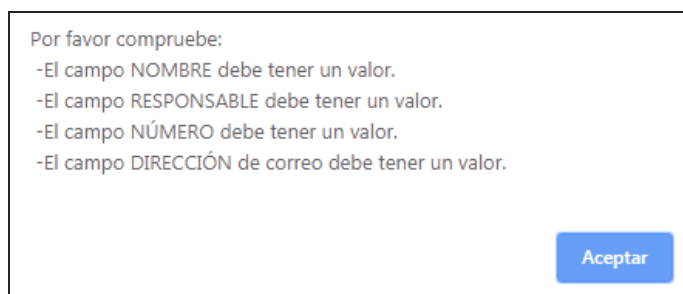 Por favor compruebe:
-El campo NOMBRE debe tener un valor.
-El campo RESPONSABLE debe tener un valor.
-El campo NÚMERO debe tener un valor.
-El campo DIRECCIÓN de correo debe tener un valor.
Aceptar